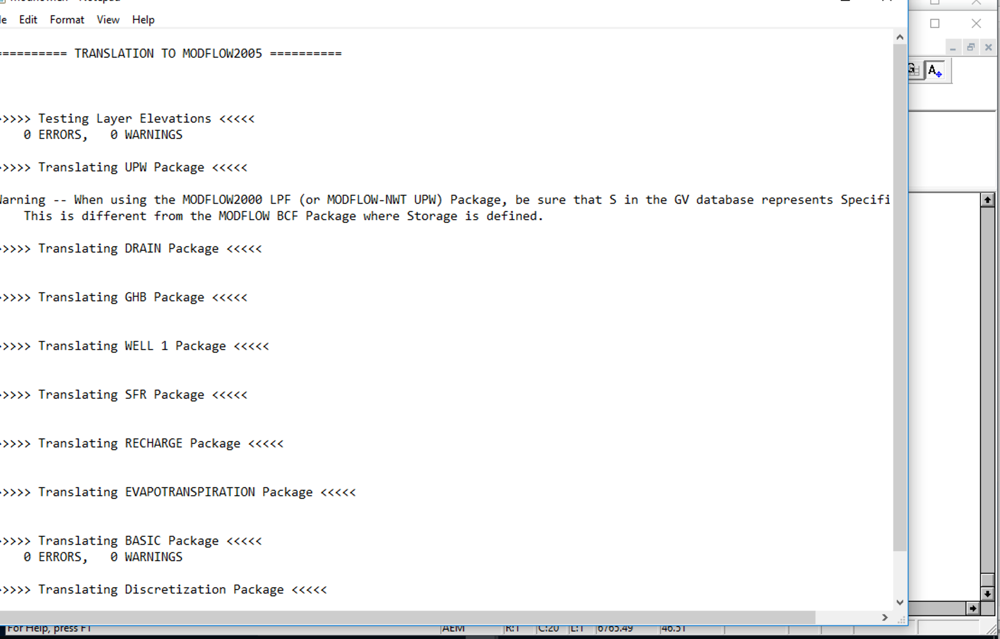 Edit Format View Help
========== TRANSLATION TO MODFLOW2005 ==========
>>>>> Testing Layer Elevations <<<<<
0 ERRORS, 0 WARNINGS
>>>>> Translating UPW Package <<<<<
Warning -- When using the MODFLOW2000 LPF (or MODFLOW-NWT UPW) Package, be sure that S in the GV database represents Specifi
This is different from the MODFLOW BCF Package where Storage is defined.
>>>>> Translating DRAIN Package <<<<<
>>>>> Translating GHB Package <<<<<
>>>>> Translating WELL 1 Package <<<<<
>>>>> Translating SFR Package <<<<<
>>>>> Translating RECHARGE Package <<<<<
>>>>> Translating EVAPOTRANSPIRATION Package <<<<<
>>>>> Translating BASIC Package <<<<<
0 ERRORS, 0 WARNINGS
>>>>> Translating Discretization Package <<<<<
For Help, press F1 AEM R:1 C:20 L:1 6765.49 46.51